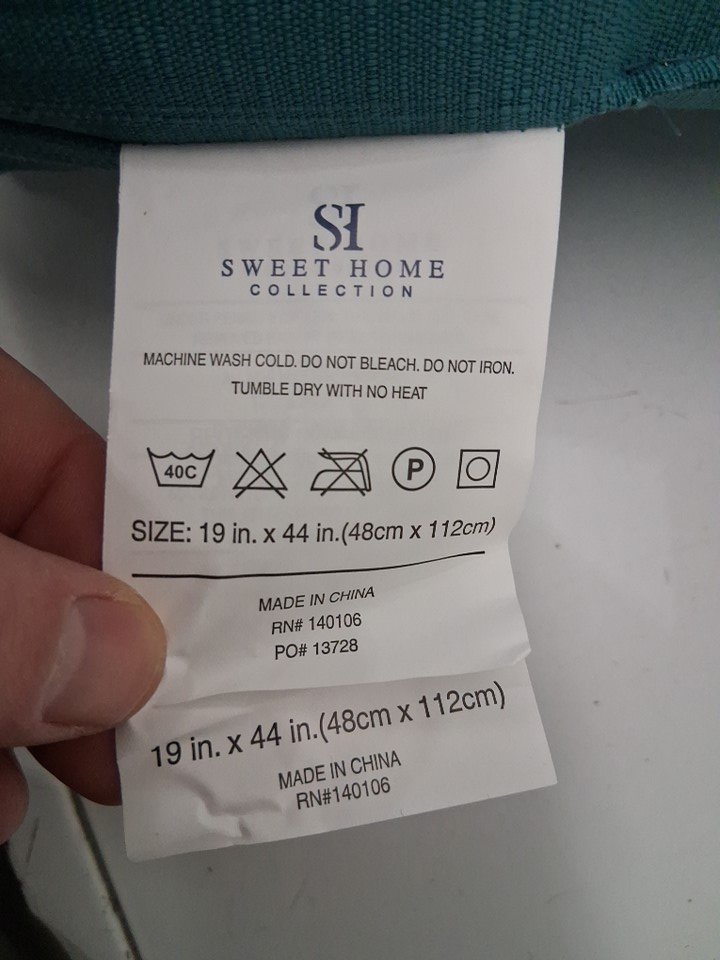 SH
SWEET HOME
COLLECTION
MACHINE WASH COLD. DO NOT BLEACH. DO NOT IRON.
TUMBLE DRY WITH NO HEAT
40C P
SIZE: 19 in. x 44 in.(48cm x 112cm)
MADE IN CHINA
RN# 140106
PO# 13728
19 in. x 44 in.(48cm x 112cm)
MADE IN CHINA
RN#140106